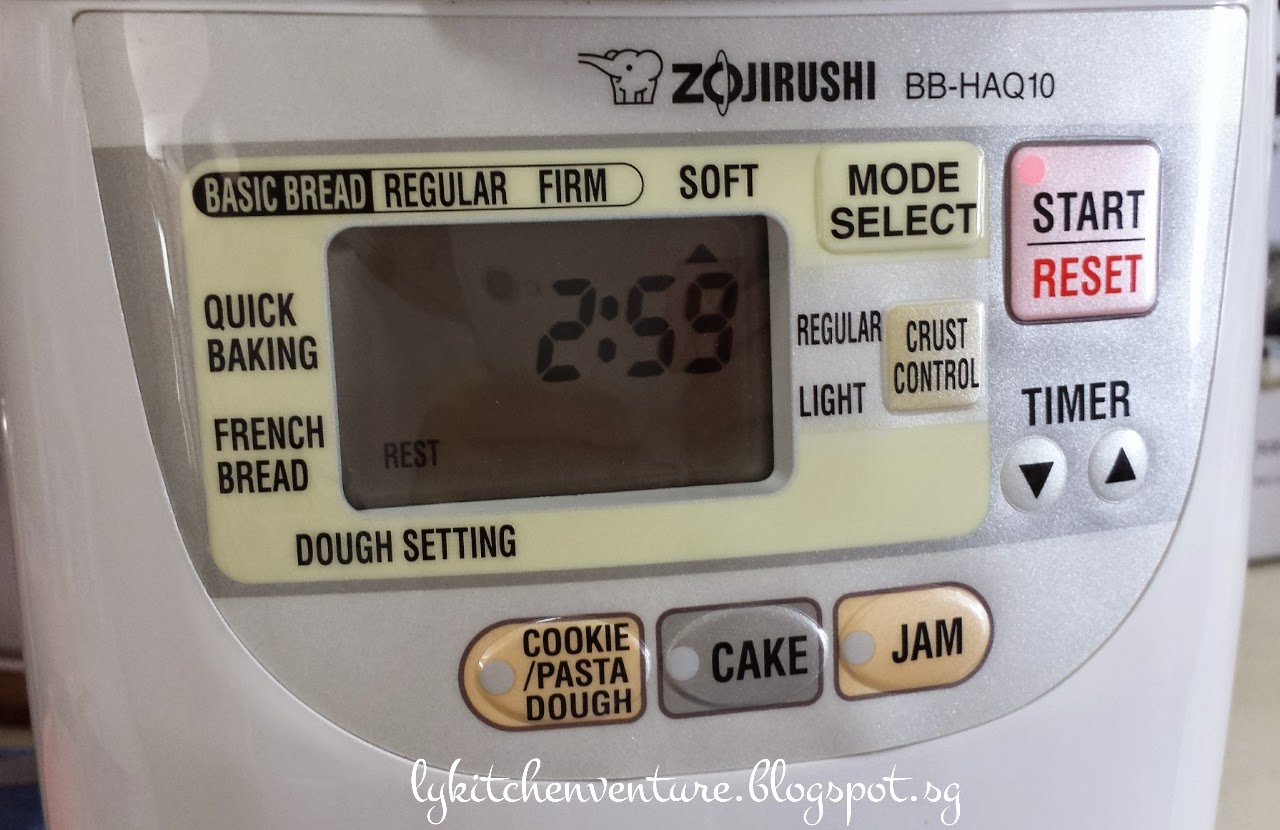 ZOJIRUSHI BB-HAQ10
BASIC BREAD REGULAR FIRM SOFT
MODE
SELECT
START
RESET
2:59
QUICK
BAKING
REGULAR
LIGHT
CRUST
CONTROL
TIMER
FRENCH
BREAD
REST
DOUGH SETTING
COOKIE
/PASTA
DOUGH
CAKE
JAM
lykitchenventure.blogspot.sg